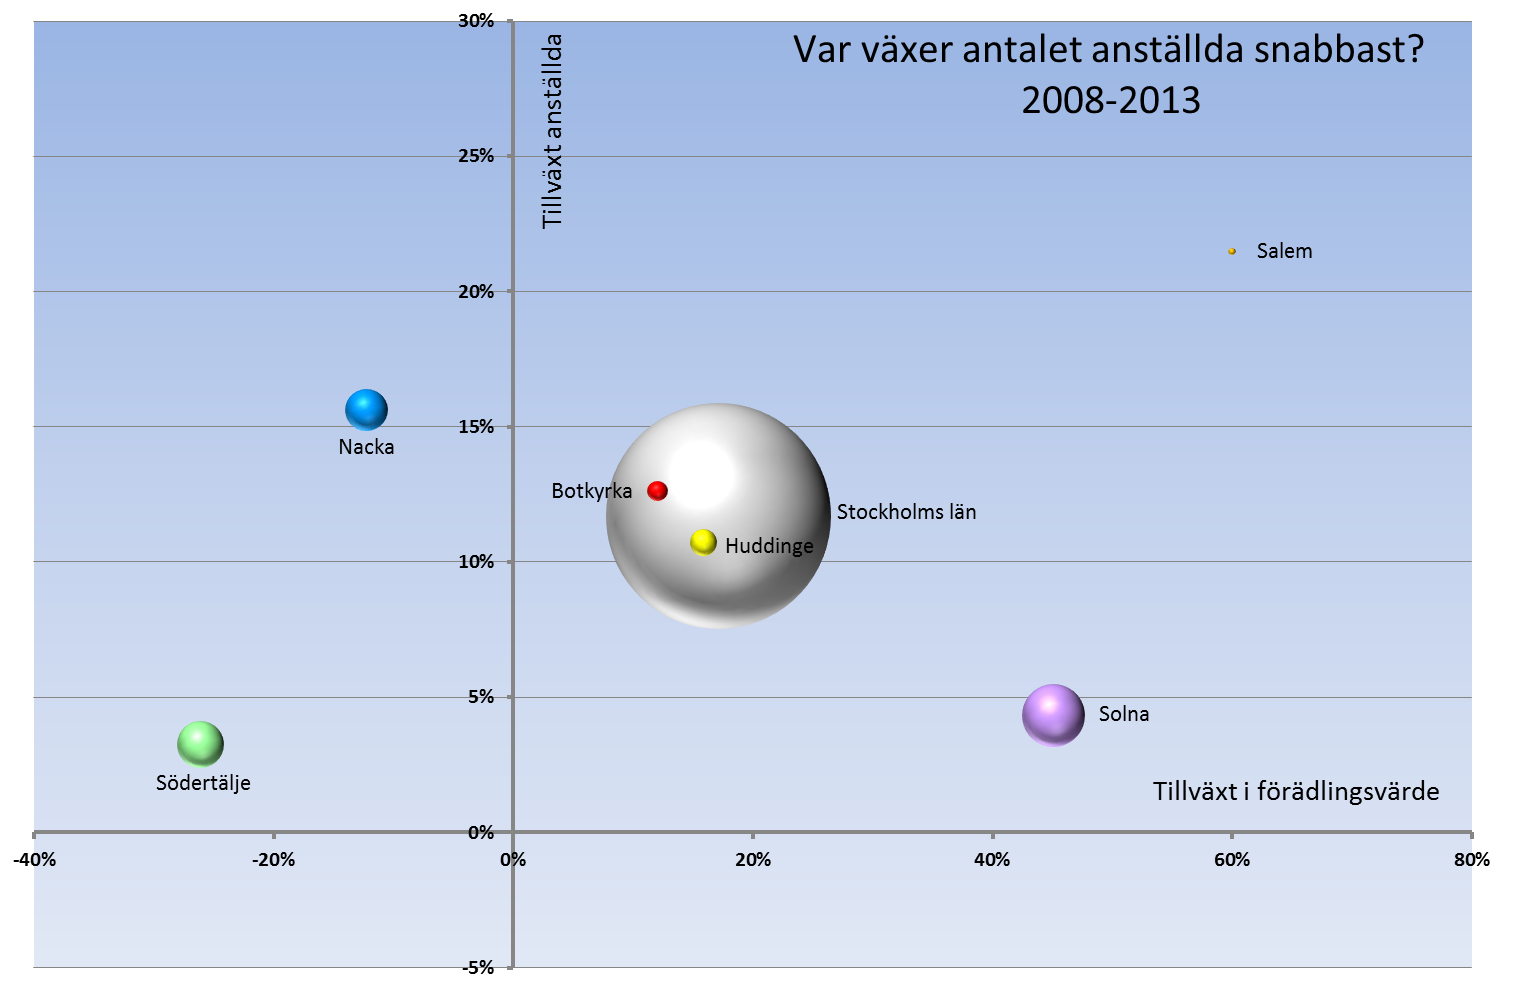 Var växer antalet anställda snabbast?
2008-2013
Tillväxt anställda
30%
25%
20%
15%
10%
5%
0%
-5%
Salem
Nacka
Botkyrka
Stockholms län
Huddinge
Solna
Södertälje
Tillväxt i förädlingsvärde
-40%
-20%
0%
20%
40%
60%
80%